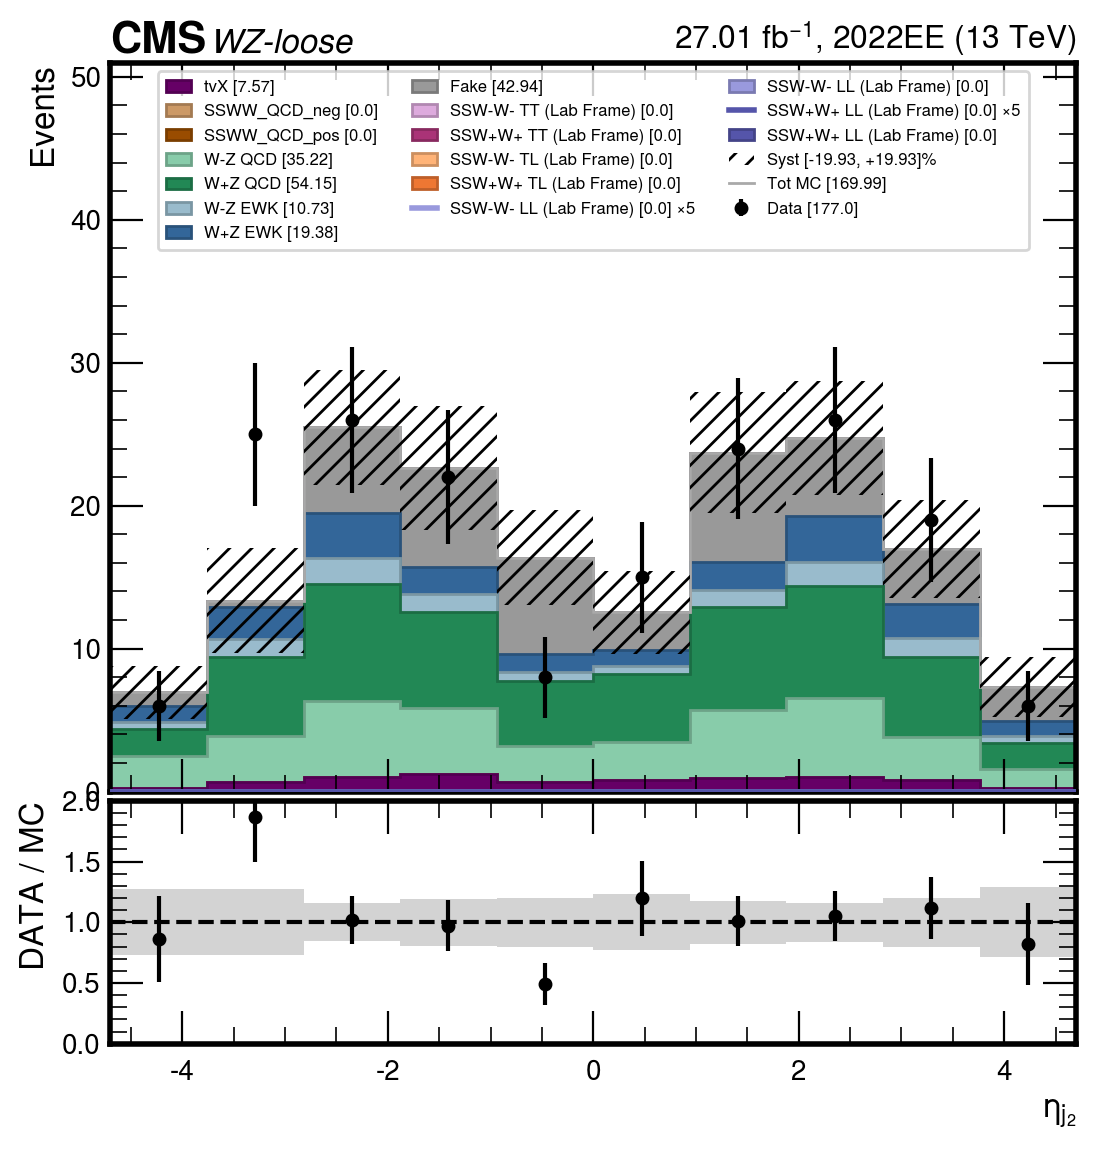 CMS WZ-loose 27.01 fb⁻¹, 2022EE (13 TeV)
Events
50
40
30
20
10
0
tvX [7.57]
SSWW_QCD_neg [0.0]
SSWW_QCD_pos [0.0]
W-Z QCD [35.22]
W+Z QCD [54.15]
W-Z EWK [10.73]
W+Z EWK [19.38]
Fake [42.94]
SSW-W- TT (Lab Frame) [0.0]
SSW+W+ TT (Lab Frame) [0.0]
SSW-W- TL (Lab Frame) [0.0]
SSW+W+ TL (Lab Frame) [0.0]
SSW-W- LL (Lab Frame) [0.0] ×5
SSW-W- LL (Lab Frame) [0.0]
SSW+W+ LL (Lab Frame) [0.0] ×5
SSW+W+ LL (Lab Frame) [0.0]
Syst [-19.93, +19.93]%
Tot MC [169.99]
Data [177.0]
DATA / MC
2.0
1.5
1.0
0.5
0.0
-4 -2 0 2 4
η_{j_2}